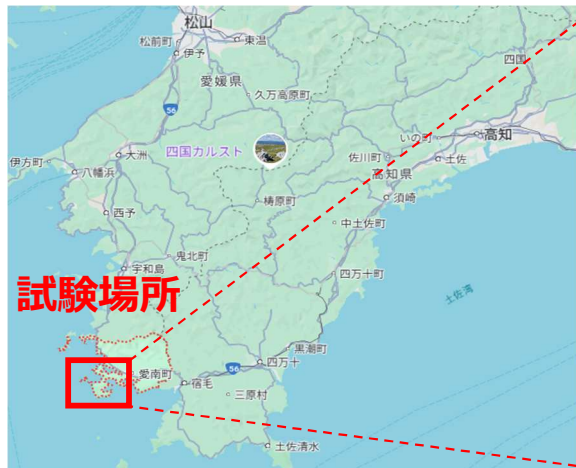 松山
松前町
東温
伊予
四国
愛媛県
56
久万高原町
いの町
高知
伊方町
大洲
四国カルスト
佐川町
土佐
八幡浜
高知県
須崎
西予
梼原町
中土佐町
鬼北町
宇和島
四万十町
試験場所
土佐湾
黒潮町
56
四万十
愛南町
宿毛
三原村
土佐清水